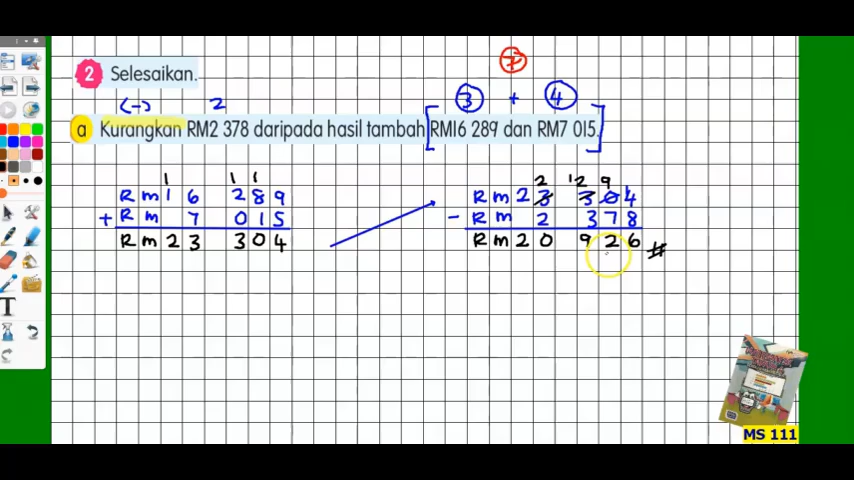 7
2 Selesaikan.
(-) 2 3 + 4
a Kurangkan RM2 378 daripada hasil tambah [RM16 289 dan RM7 015.]
1 1 1
Rm 1 6 2 8 9
+ Rm 7 0 1 5
Rm 2 3 3 0 4
2 12 9
Rm 2 3 3 0 14
- Rm 2 3 7 8
Rm 2 0 9 2 6 //
MS 111
T